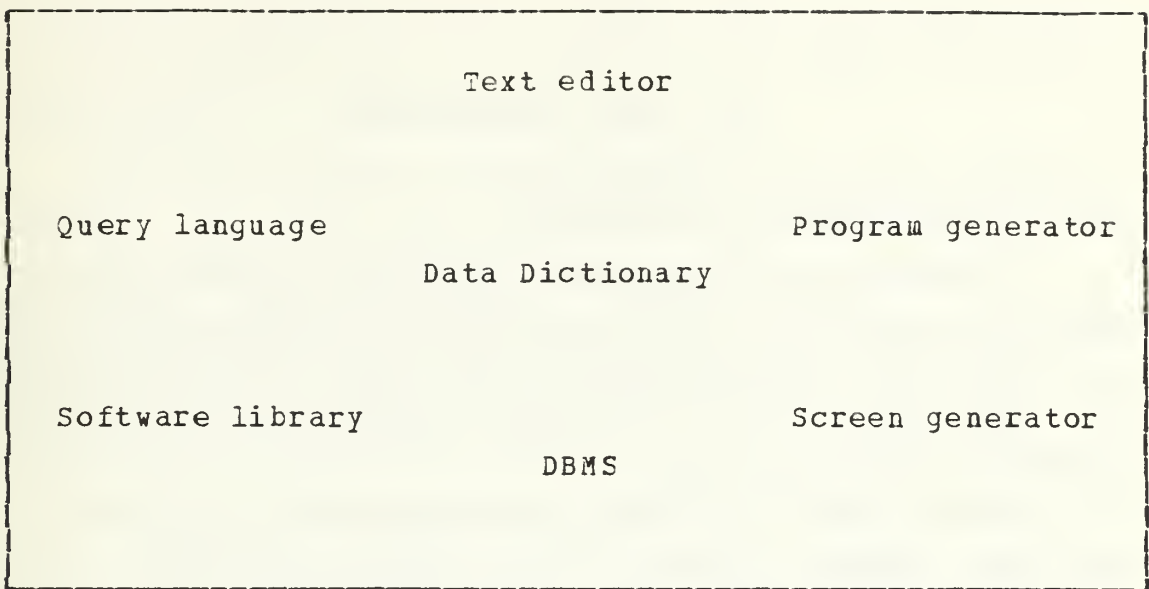 Text editor
Query language
Program generator
Data Dictionary
Software library
Screen generator
DBMS